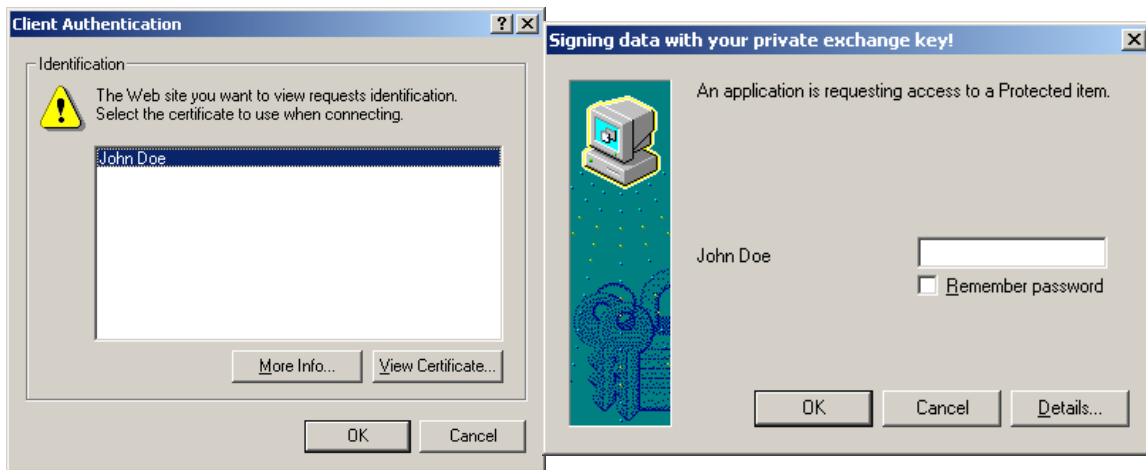 Client Authentication
Identification
The Web site you want to view requests identification.
Select the certificate to use when connecting.
John Doe
More Info...
View Certificate...
OK
Cancel
Signing data with your private exchange key!
An application is requesting access to a Protected item.
John Doe
Remember password
OK
Cancel
Details...